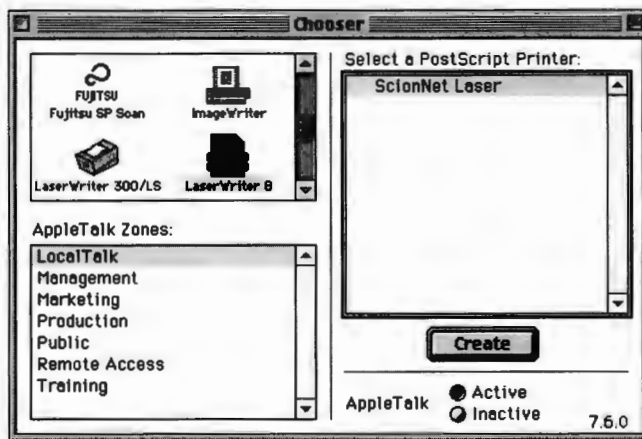 Chooser
FUJITSU
Fujitsu SP Scan
ImageWriter
LaserWriter 300/LS
LaserWriter 8
AppleTalk Zones:
LocalTalk
Management
Marketing
Production
Public
Remote Access
Training
Select a PostScript Printer:
ScionNet Laser
Create
AppleTalk
Active
Inactive
7.6.0